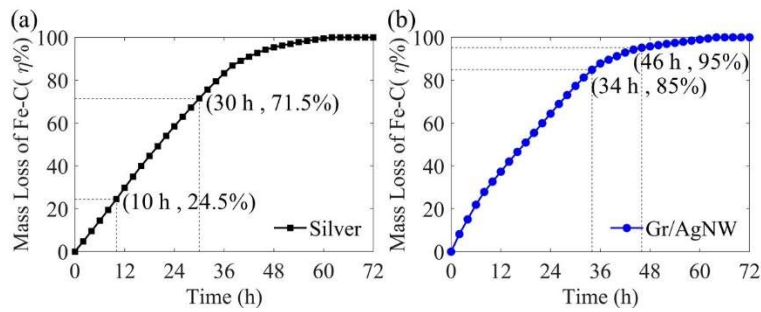 (a)
Mass Loss of Fe-C( η%)
100
80
60
40
20
0
(30 h , 71.5%)
(10 h , 24.5%)
Silver
0 12 24 36 48 60 72
Time (h)
(b)
Mass Loss of Fe-C( η%)
100
80
60
40
20
0
(46 h , 95%)
(34 h , 85%)
Gr/AgNW
0 12 24 36 48 60 72
Time (h)